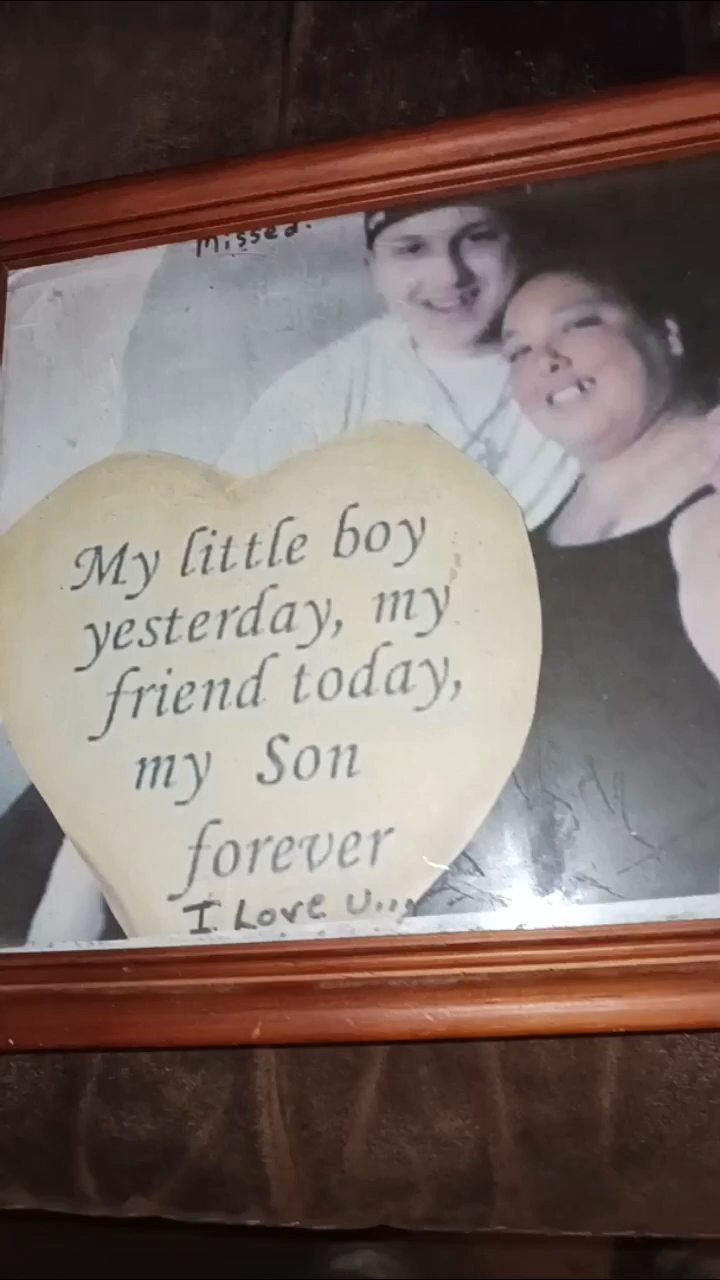 Missed.
My little boy
yesterday, my
friend today,
my Son
forever
I Love U...